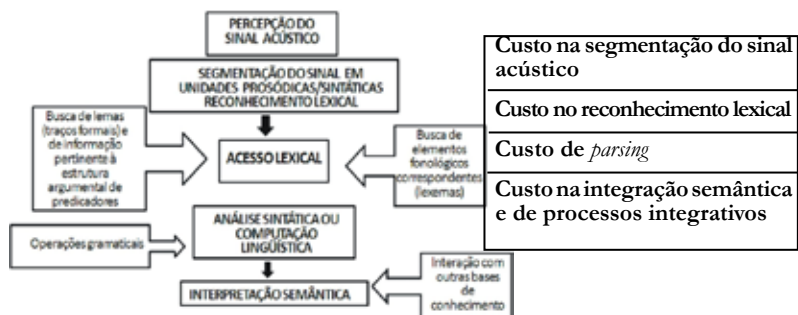 PERCEPÇÃO DO
SINAL ACÚSTICO
SEGMENTAÇÃO DO SINAL EM
UNIDADES PROSÓDICAS/SINTÁTICAS
RECONHECIMENTO LEXICAL
Busca de lemas
(traços formais) e
de informação
pertinente à
estrutura
argumental de
predicadores
ACESSO LEXICAL
Busca de
elementos
fonológicos
correspondentes
(lexemas)
ANÁLISE SINTÁTICA OU
COMPUTAÇÃO
LINGÜÍSTICA
Operações gramaticais
INTERPRETAÇÃO SEMÂNTICA
Interação com
outras bases
de
conhecimento
Custo na segmentação do sinal
acústico
Custo no reconhecimento lexical
Custo de parsing
Custo na integração semântica
e de processos integrativos